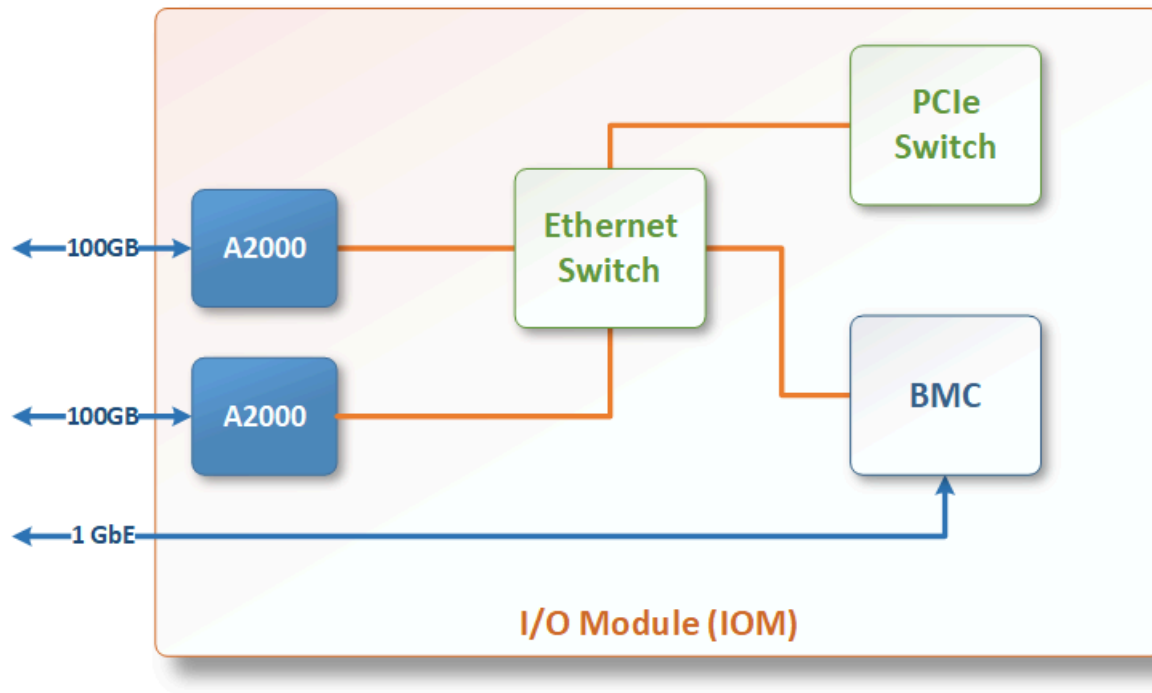 PCIe
Switch
Ethernet
Switch
100GB
A2000
100GB
A2000
BMC
1 GbE
I/O Module (IOM)